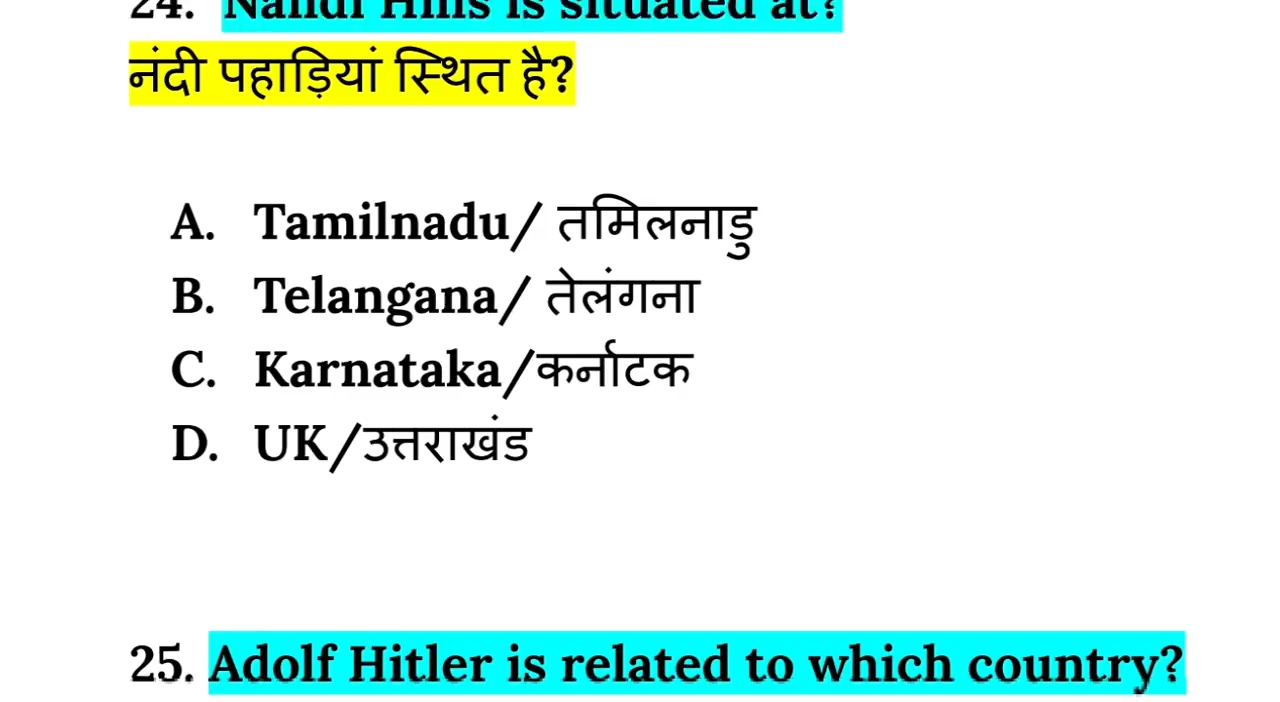 24. Nandi Hills is situated at?
नंदी पहाड़ियां स्थित है?
A. Tamilnadu/ तमिलनाडु
B. Telangana/ तेलंगना
C. Karnataka/कर्नाटक
D. UK/उत्तराखंड
25. Adolf Hitler is related to which country?